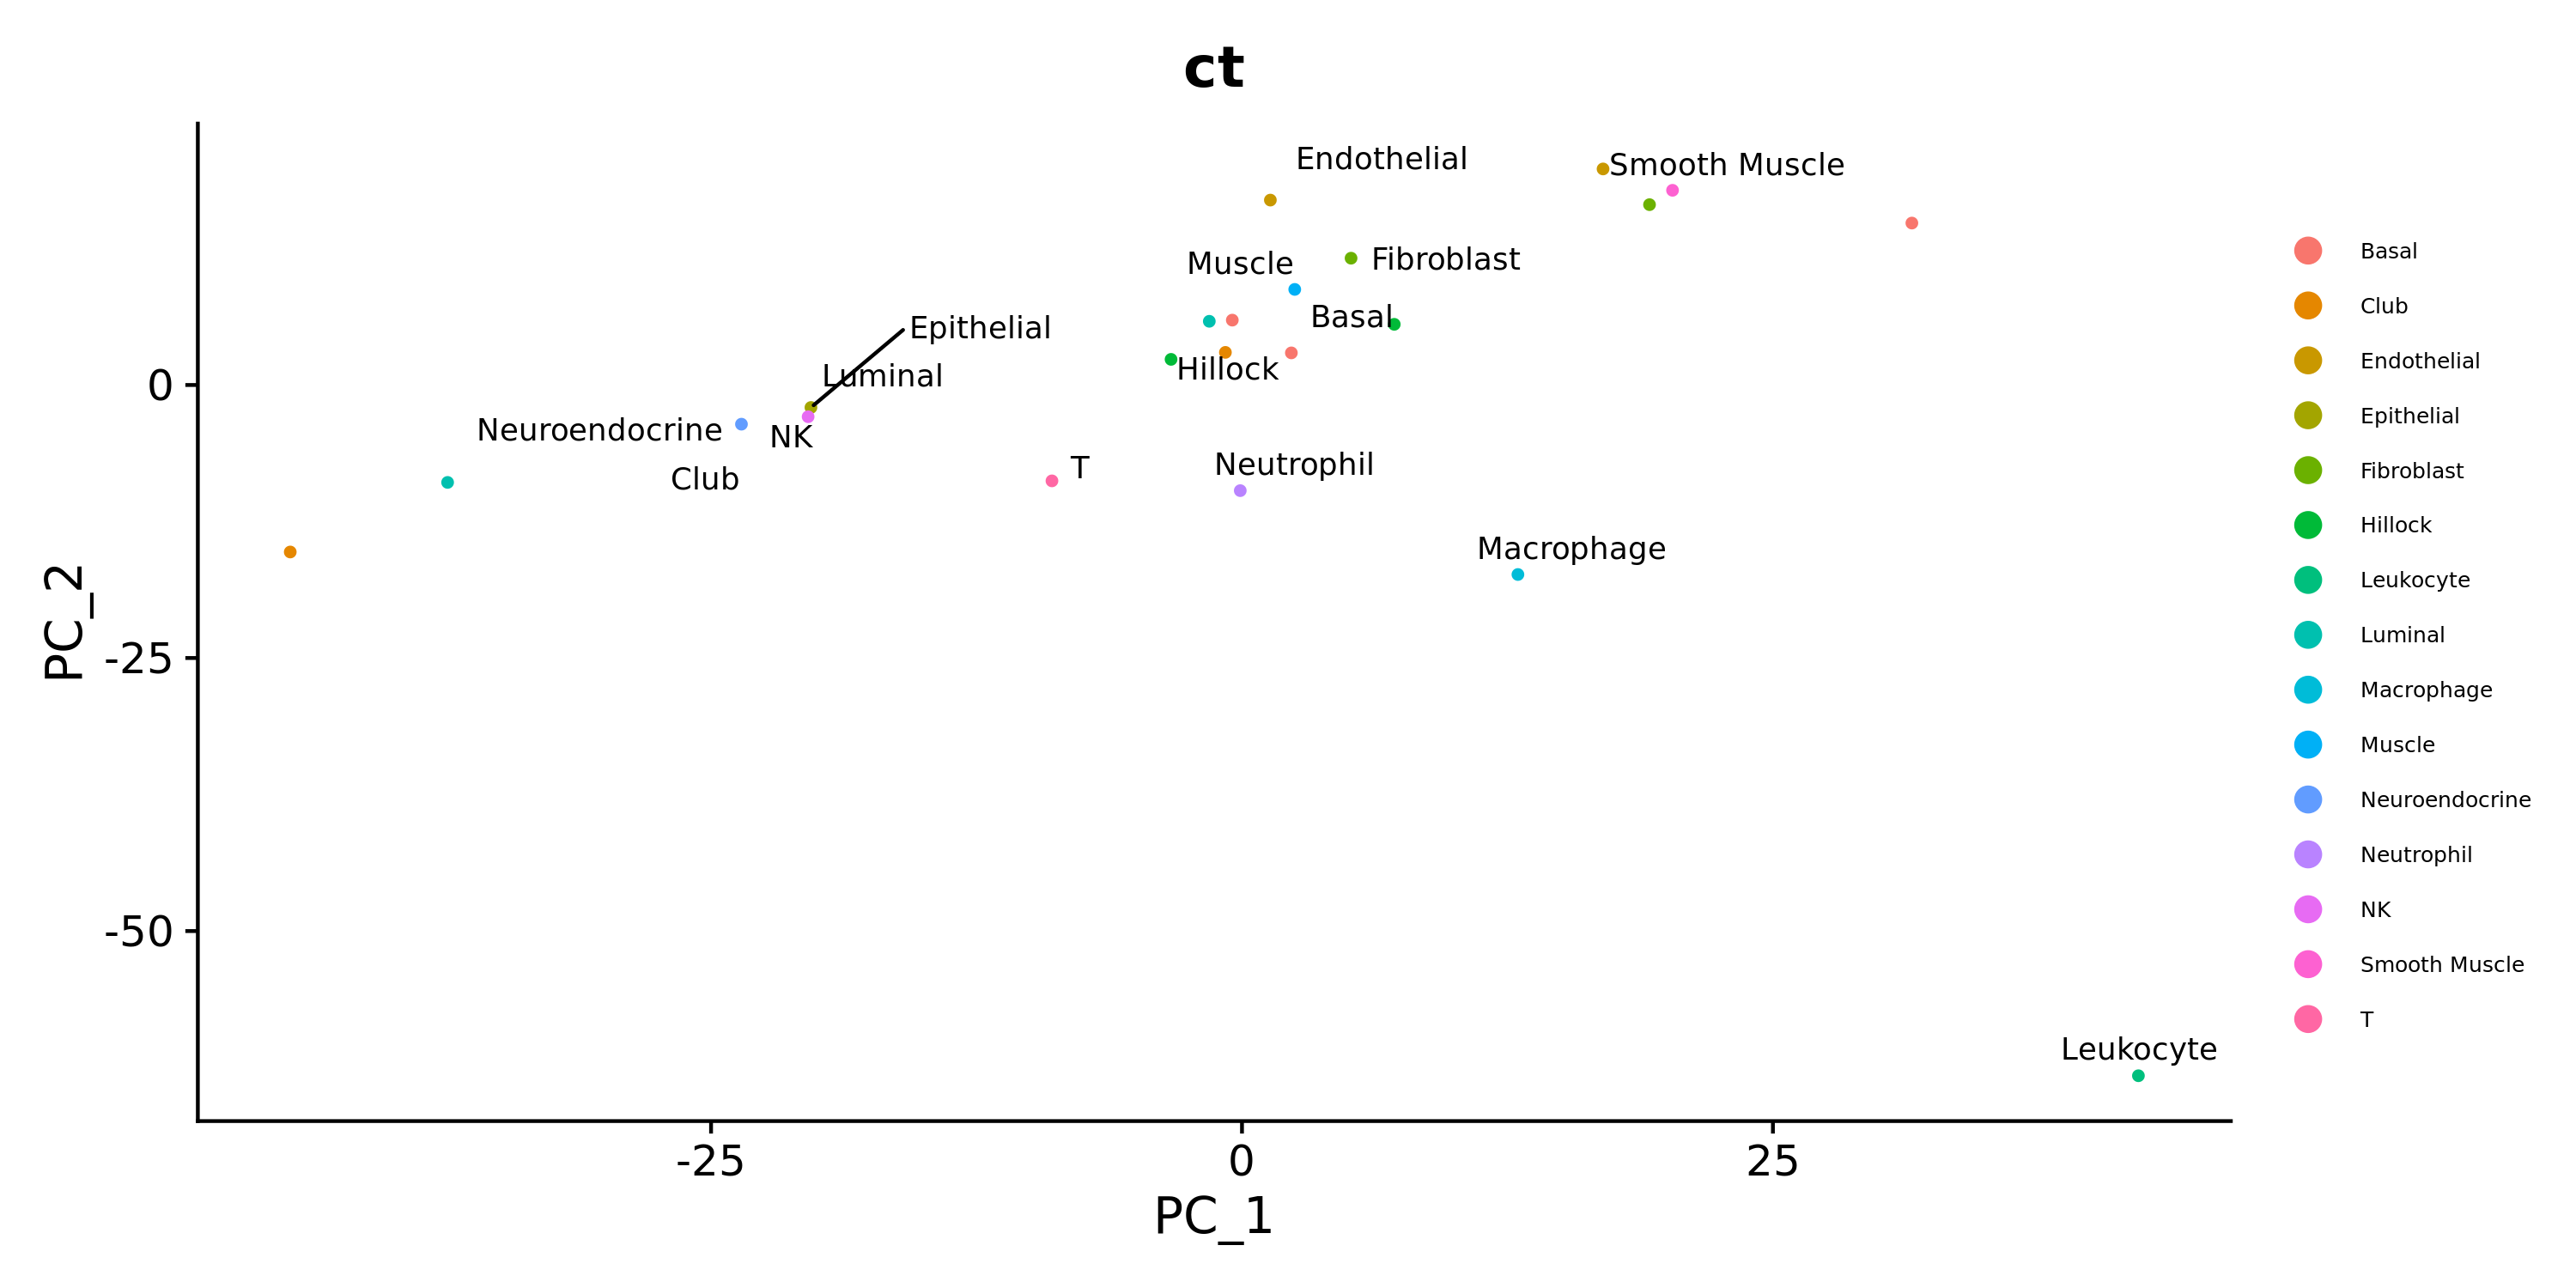 ct
Endothelial
Smooth Muscle
Muscle
Fibroblast
Epithelial
Basal
Luminal
Hillock
Neuroendocrine
NK
Club
T
Neutrophil
Macrophage
Leukocyte
0
-25
-50
PC_2
-25
0
25
PC_1
Basal
Club
Endothelial
Epithelial
Fibroblast
Hillock
Leukocyte
Luminal
Macrophage
Muscle
Neuroendocrine
Neutrophil
NK
Smooth Muscle
T